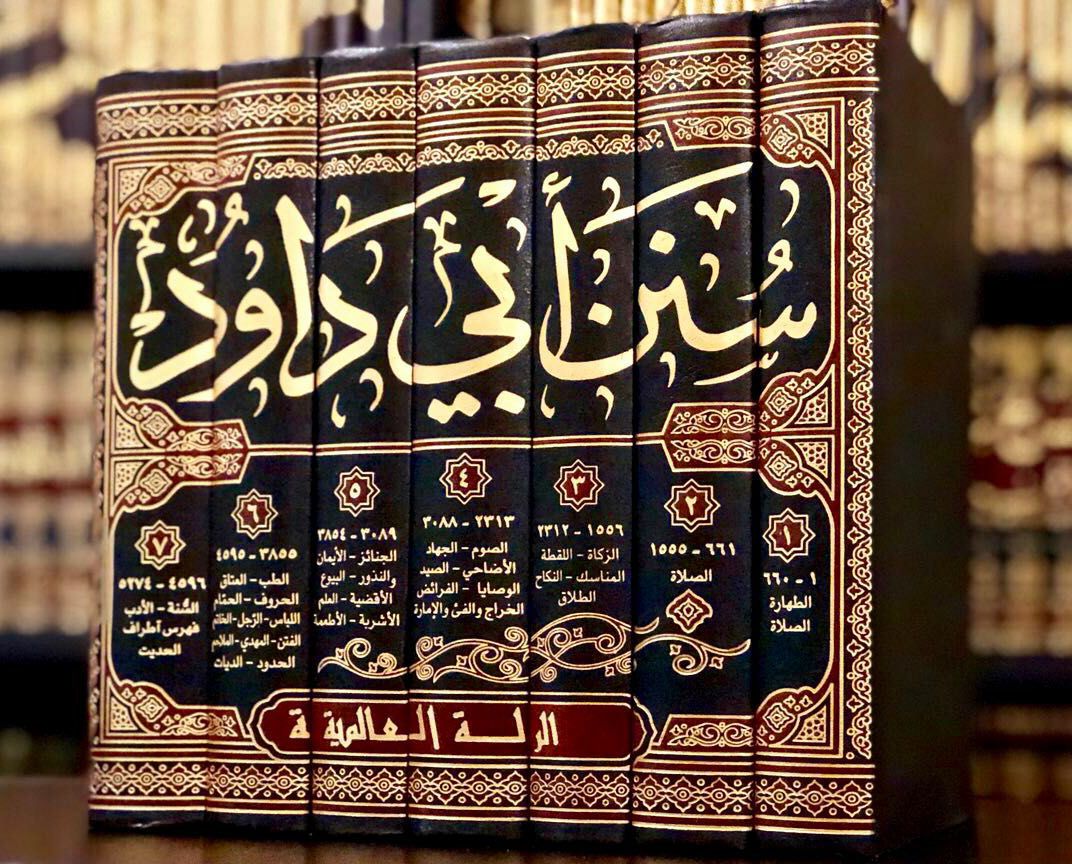 سُنَنُ أَبِي دَاوُدَ
١
١ - ٦٦٠
الطهارة
الصلاة
٢
٦٦١ - ١٥٥٥
الصلاة
٣
١٥٥٦ - ٢٣١٢
الزكاة - اللقطة
المناسك - النكاح
الطلاق
٤
٢٣١٣ - ٣٠٨٨
الصوم - الجهاد
الأضاحي - الصيد
الوصايا - الفرائض
الخراج والفئ والإمارة
٥
٣٠٨٩ - ٣٨٥٤
الجنائز - الأيمان
والنذور - البيوع
الأقضية - العلم
الأشربة - الأطعمة
٦
٣٨٥٥ - ٤٥٩٥
الطب - العتاق
الحروف - الحمّام
اللباس - الترجل - الخاتم
الفتن - المهدي - الملاحم
الحدود - الديات
٧
٤٥٩٦ - ٥٢٧٤
السُّنة - الأدب
فهرس أطراف
الحديث
العالمية